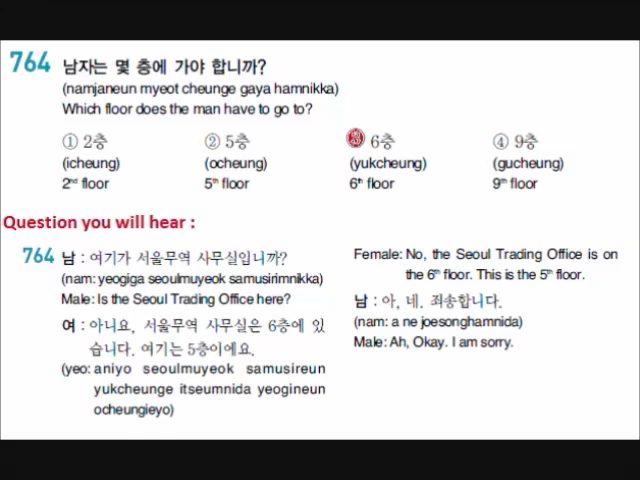 764 남자는 몇 층에 가야 합니까?
(namjaneun myeot cheunge gaya hamnikka)
Which floor does the man have to go to?
① 2층 ② 5층 ③ 6층 ④ 9층
(icheung) (ocheung) (yukcheung) (gucheung)
2nd floor 5th floor 6th floor 9th floor
Question you will hear :
764 남 : 여기가 서울무역 사무실입니까?
(nam: yeogiga seoulmuyeok samusirimnikka)
Male: Is the Seoul Trading Office here?
여 : 아니요, 서울무역 사무실은 6층에 있
습니다. 여기는 5층이에요.
(yeo: aniyo seoulmuyeok samusireun
yukcheunge itseumnida yeogineun
ocheungieyo)
Female: No, the Seoul Trading Office is on
the 6th floor. This is the 5th floor.
남 : 아, 네. 죄송합니다.
(nam: a ne joesonghamnida)
Male: Ah, Okay. I am sorry.